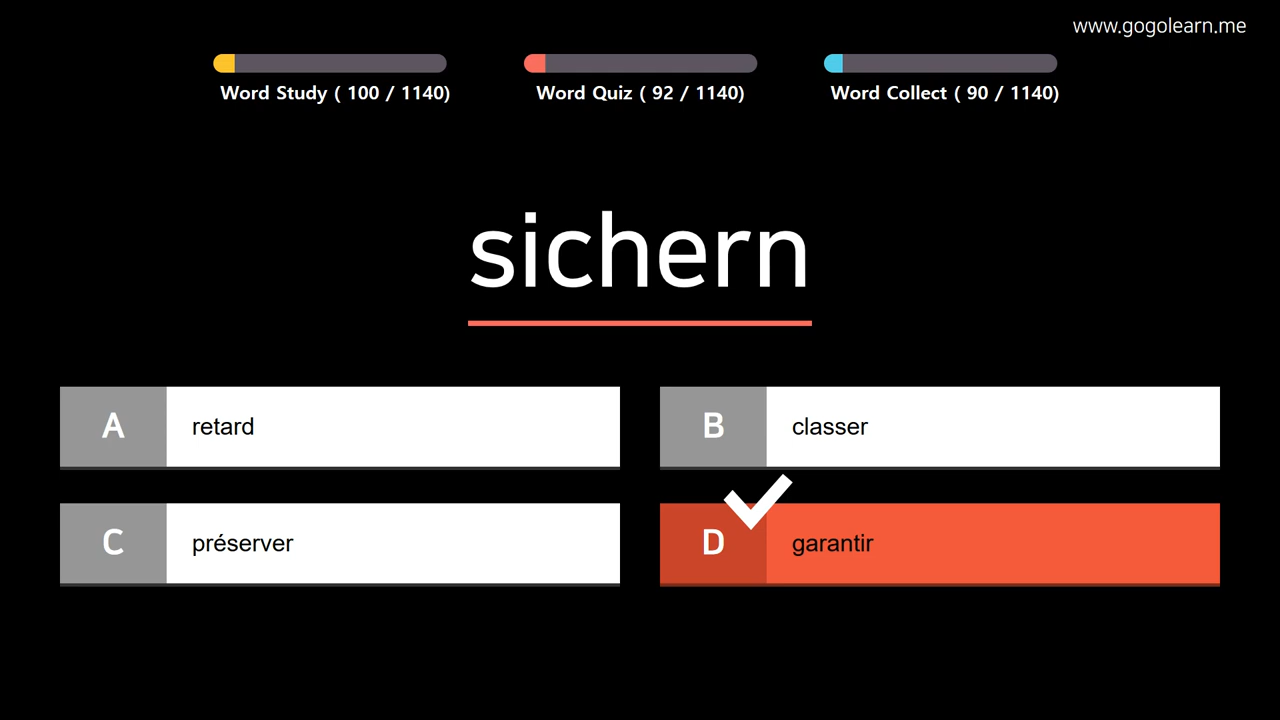 www.gogolearn.me
Word Study ( 100 / 1140)
Word Quiz ( 92 / 1140)
Word Collect ( 90 / 1140)
sichern
A retard
B classer
C préserver
D garantir